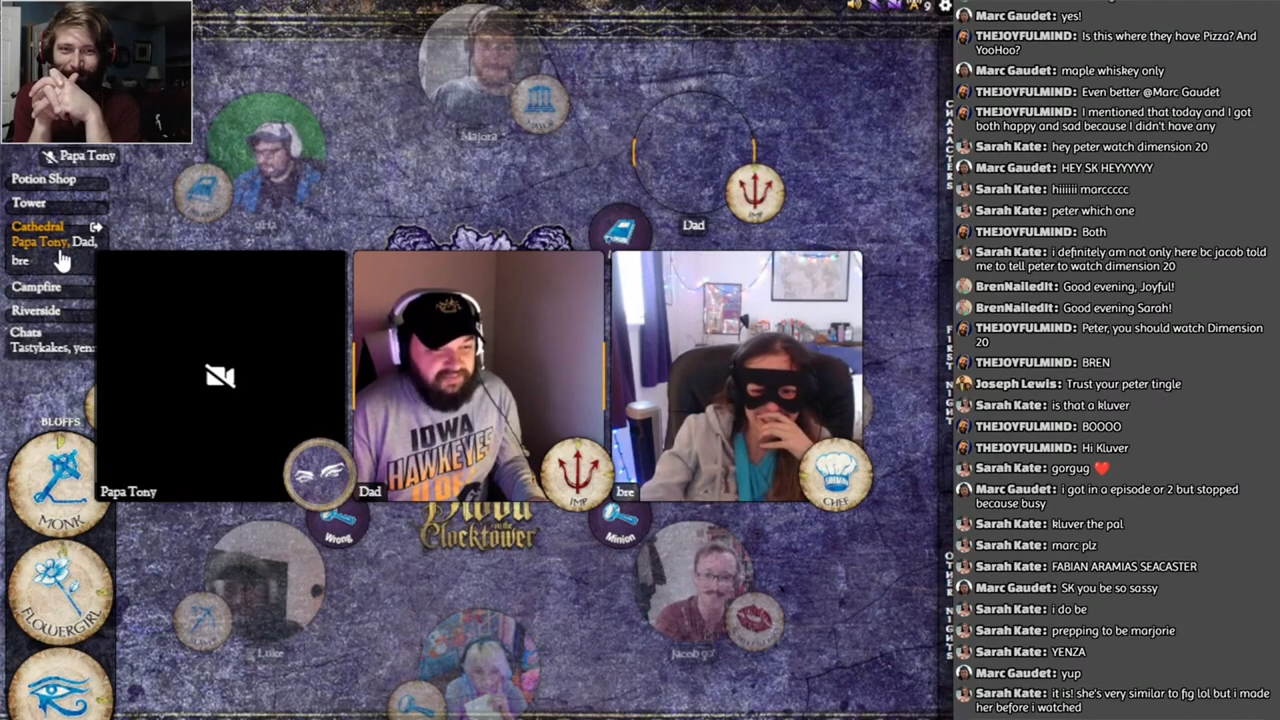 9
Papa Tony
Potion Shop
Tower
Cathedral
Papa Tony, Dad,
bre
Campfire
Riverside
Chats
Tastykakes, yen
BLUFFS
MONK
FLOWERGIRL
Majora
MAYOR
IMP
Dad
IOWA
HAWKEYES
Papa Tony
Dad
IMP
bre
CHEF
Wrong
Blood
on the
Clocktower
Minion
Luke
Jacob
CHARACTERS
FIRST NIGHT
OTHER NIGHTS
Marc Gaudet: yes!
THEJOYFULMIND: Is this where they have Pizza? And
YooHoo?
Marc Gaudet: maple whiskey only
THEJOYFULMIND: Even better @Marc Gaudet
THEJOYFULMIND: I mentioned that today and I got
both happy and sad because I didn't have any
Sarah Kate: hey peter watch dimension 20
Marc Gaudet: HEY SK HEYYYYYY
Sarah Kate: hiiiiii marccccc
Sarah Kate: peter which one
THEJOYFULMIND: Both
Sarah Kate: i definitely am not only here bc jacob told
me to tell peter to watch dimension 20
BrenNailedIt: Good evening, Joyful!
BrenNailedIt: Good evening Sarah!
THEJOYFULMIND: Peter, you should watch Dimension
20
THEJOYFULMIND: BREN
Joseph Lewis: Trust your peter tingle
Sarah Kate: is that a kluver
THEJOYFULMIND: BOOOO
THEJOYFULMIND: Hi Kluver
Sarah Kate: gorgug ❤️
Marc Gaudet: i got in a episode or 2 but stopped
because busy
Sarah Kate: kluver the pal
Sarah Kate: marc plz
Sarah Kate: FABIAN ARAMIAS SEACASTER
Marc Gaudet: SK you be so sassy
Sarah Kate: i do be
Sarah Kate: prepping to be marjorie
Sarah Kate: YENZA
Marc Gaudet: yup
Sarah Kate: it is! she's very similar to fig lol but i made
her before i watched